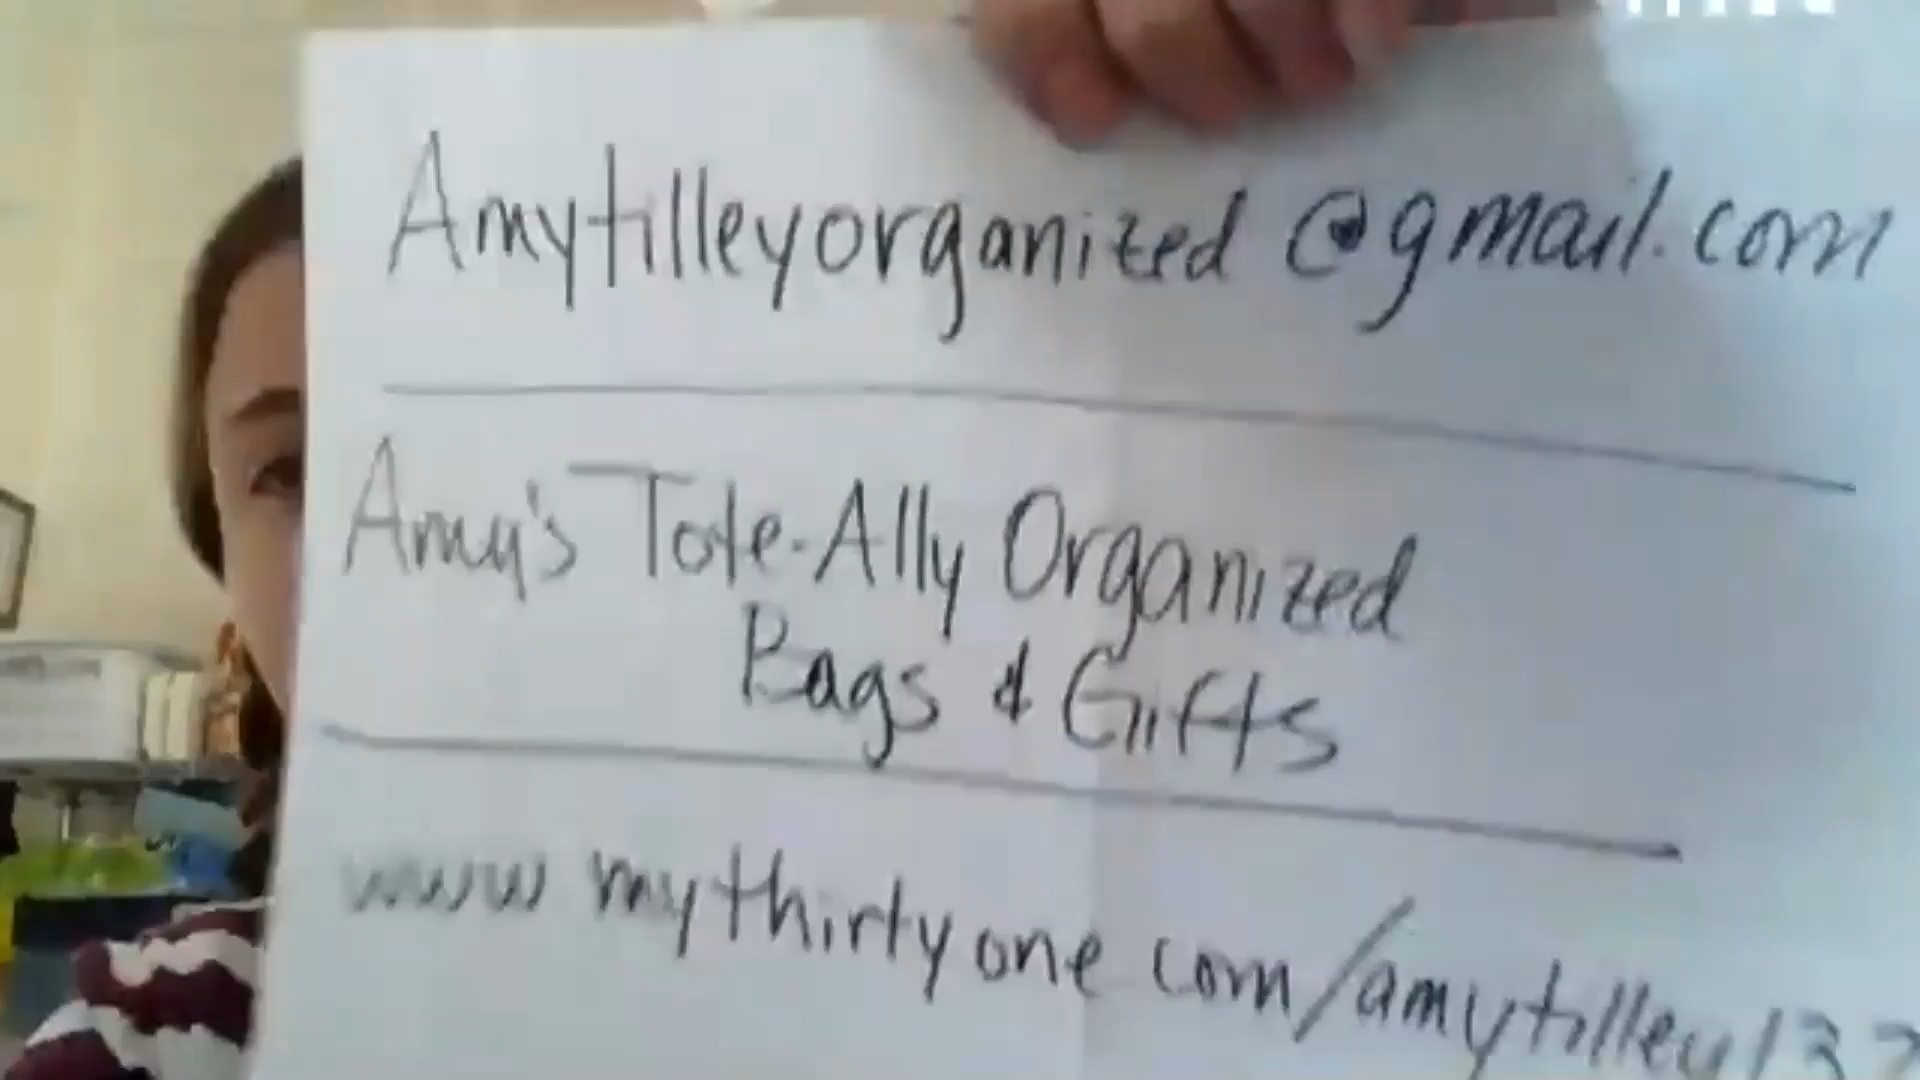 Amytilleyorganized @gmail.com
Amy's Tote-Ally Organized
Bags & Gifts
www mythirtyone com/amytilley